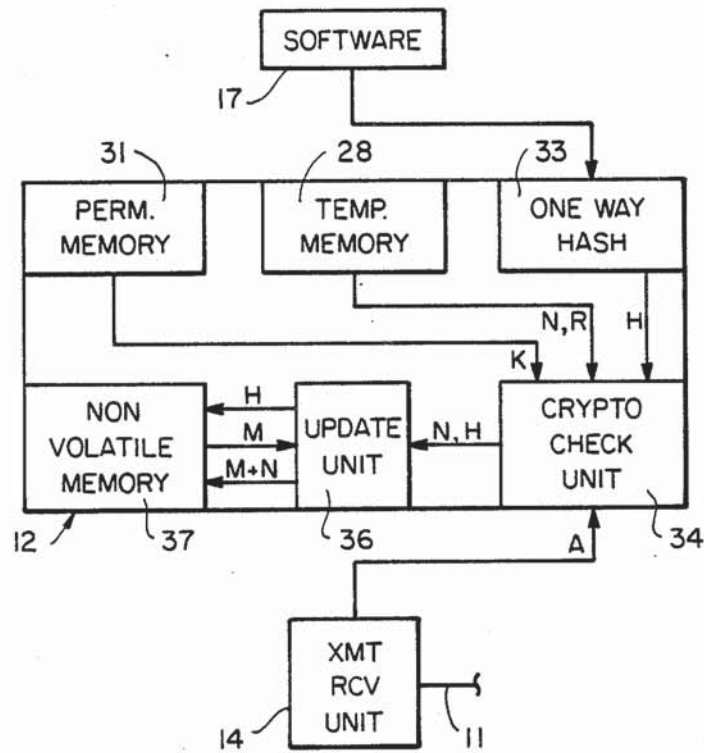 SOFTWARE
17
31
28
33
PERM.
MEMORY
TEMP.
MEMORY
ONE WAY
HASH
N,R
H
K
NON
VOLATILE
MEMORY
H
M
M+N
UPDATE
UNIT
N,H
CRYPTO
CHECK
UNIT
12
37
36
34
A
XMT
RCV
UNIT
14
11